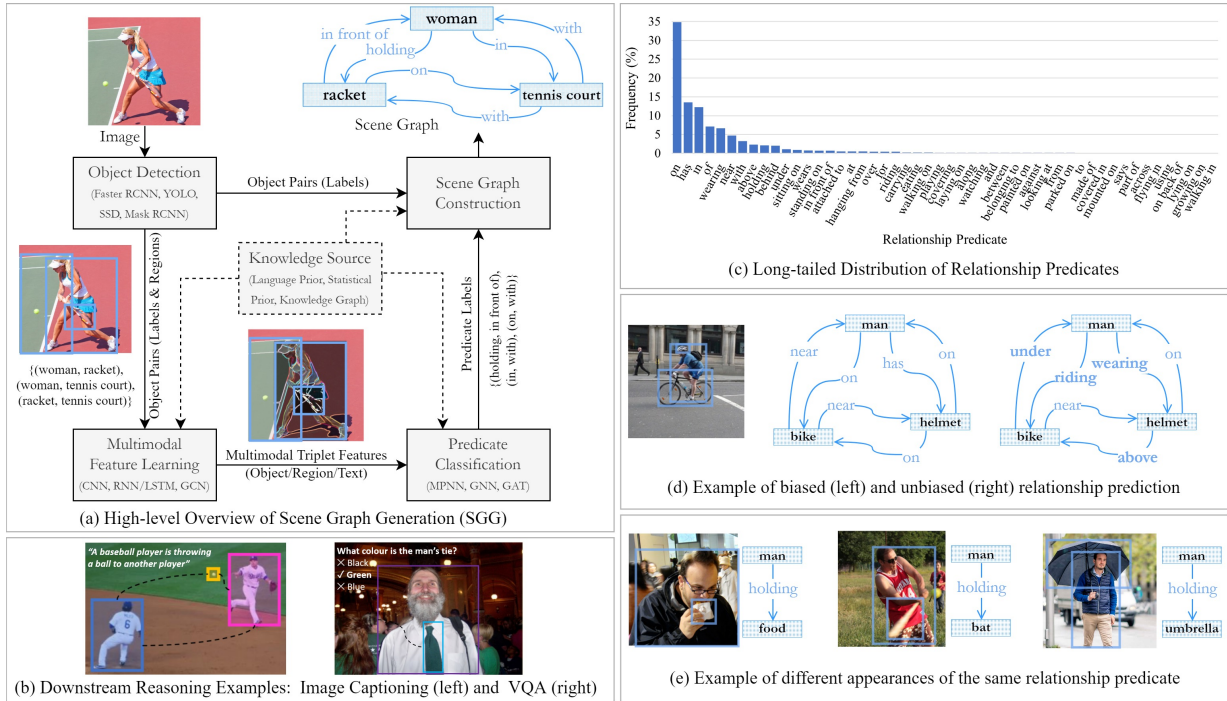 woman
in front of
holding
in
with
on
racket
tennis court
with
Scene Graph
Image
Object Detection
(Faster RCNN, YOLO,
SSD, Mask RCNN)
Object Pairs (Labels)
Scene Graph
Construction
Knowledge Source
(Language Prior, Statistical
Prior, Knowledge Graph)
Object Pairs (Labels & Regions)
{(woman, racket),
(woman, tennis court),
(racket, tennis court)}
Predicate Labels
{(holding, in front of),
(in, with), (on, with)}
Multimodal
Feature Learning
(CNN, RNN/LSTM, GCN)
Multimodal Triplet Features
(Object/Region/Text)
Predicate
Classification
(MPNN, GNN, GAT)
(a) High-level Overview of Scene Graph Generation (SGG)
"A baseball player is throwing
a ball to another player"
6
What colour is the man's tie?
✕ Black
✓ Green
✕ Blue
(b) Downstream Reasoning Examples: Image Captioning (left) and VQA (right)
Frequency (%)
35
30
25
20
15
10
5
0
on
has
in
of
wearing
near
with
above
holding
behind
under
sitting on
wears
standing on
in front of
attached to
at
hanging from
over
for
riding
carrying
eating
walking on
playing
covering
laying on
along
watching
and
between
belonging to
painted on
against
looking at
from
parked on
to
made of
covered in
mounted on
says
part of
across
flying in
using
on back of
lying on
growing on
walking in
Relationship Predicate
(c) Long-tailed Distribution of Relationship Predicates
man
near
has
on
on
near
bike
helmet
on
man
under
wearing
on
riding
near
bike
helmet
above
(d) Example of biased (left) and unbiased (right) relationship prediction
man
holding
food
man
holding
bat
man
holding
umbrella
(e) Example of different appearances of the same relationship predicate